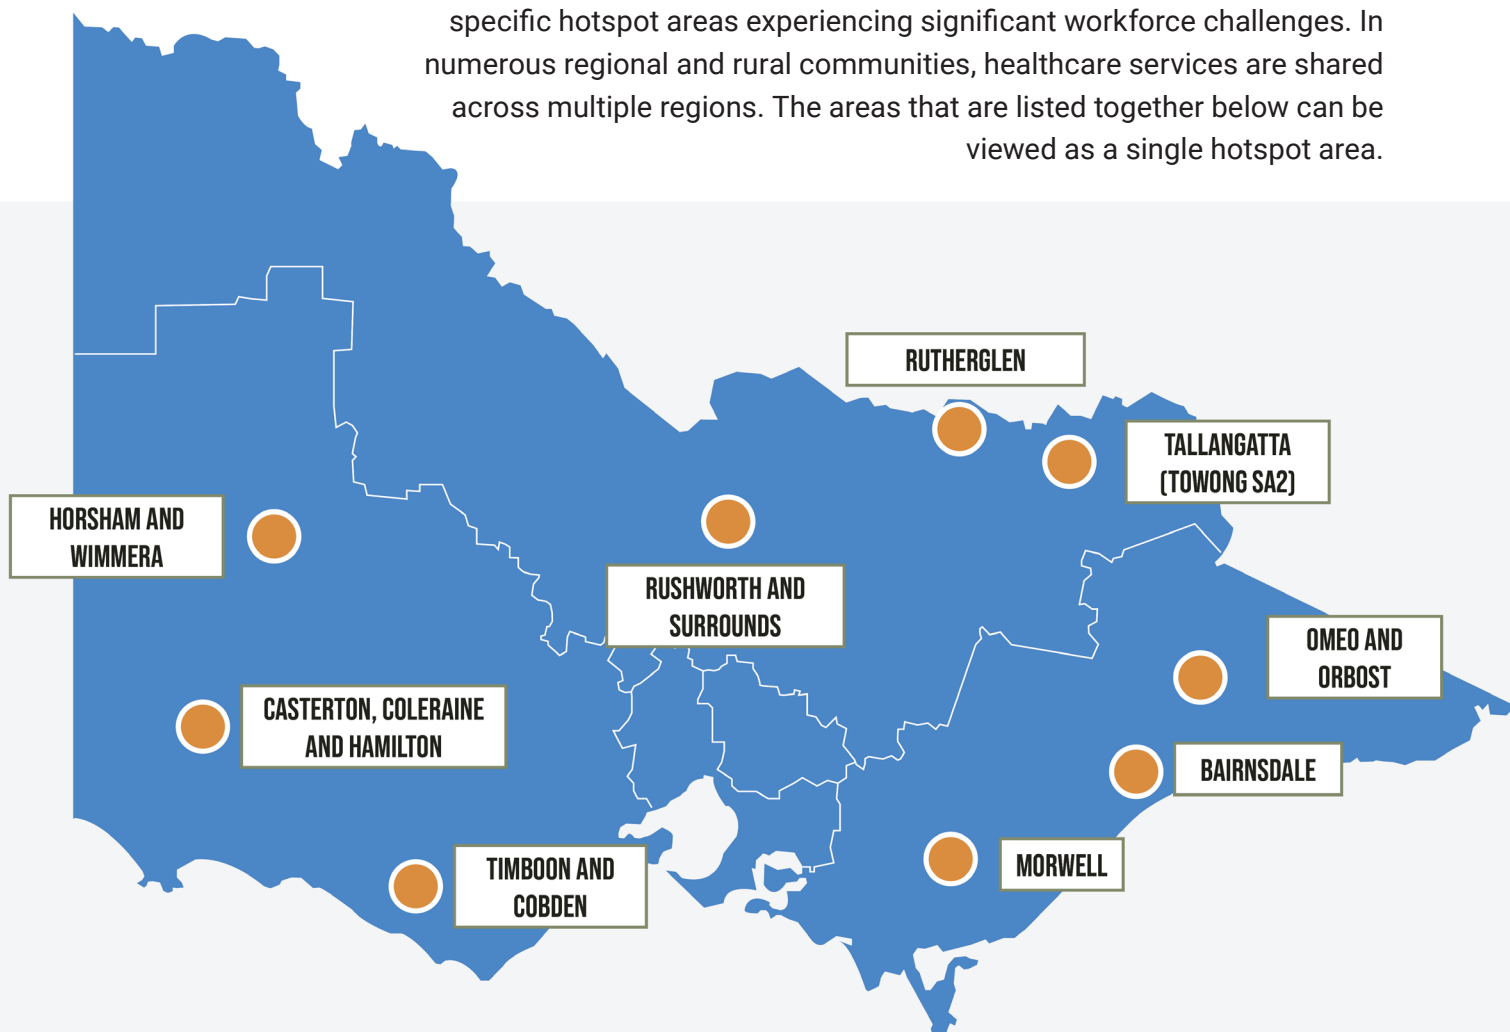 specific hotspot areas experiencing significant workforce challenges. In
numerous regional and rural communities, healthcare services are shared
across multiple regions. The areas that are listed together below can be
viewed as a single hotspot area.
RUTHERGLEN
TALLANGATTA
(TOWONG SA2)
HORSHAM AND
WIMMERA
RUSHWORTH AND
SURROUNDS
OMEO AND
ORBOST
CASTERTON, COLERAINE
AND HAMILTON
BAIRNSDALE
TIMBOON AND
COBDEN
MORWELL